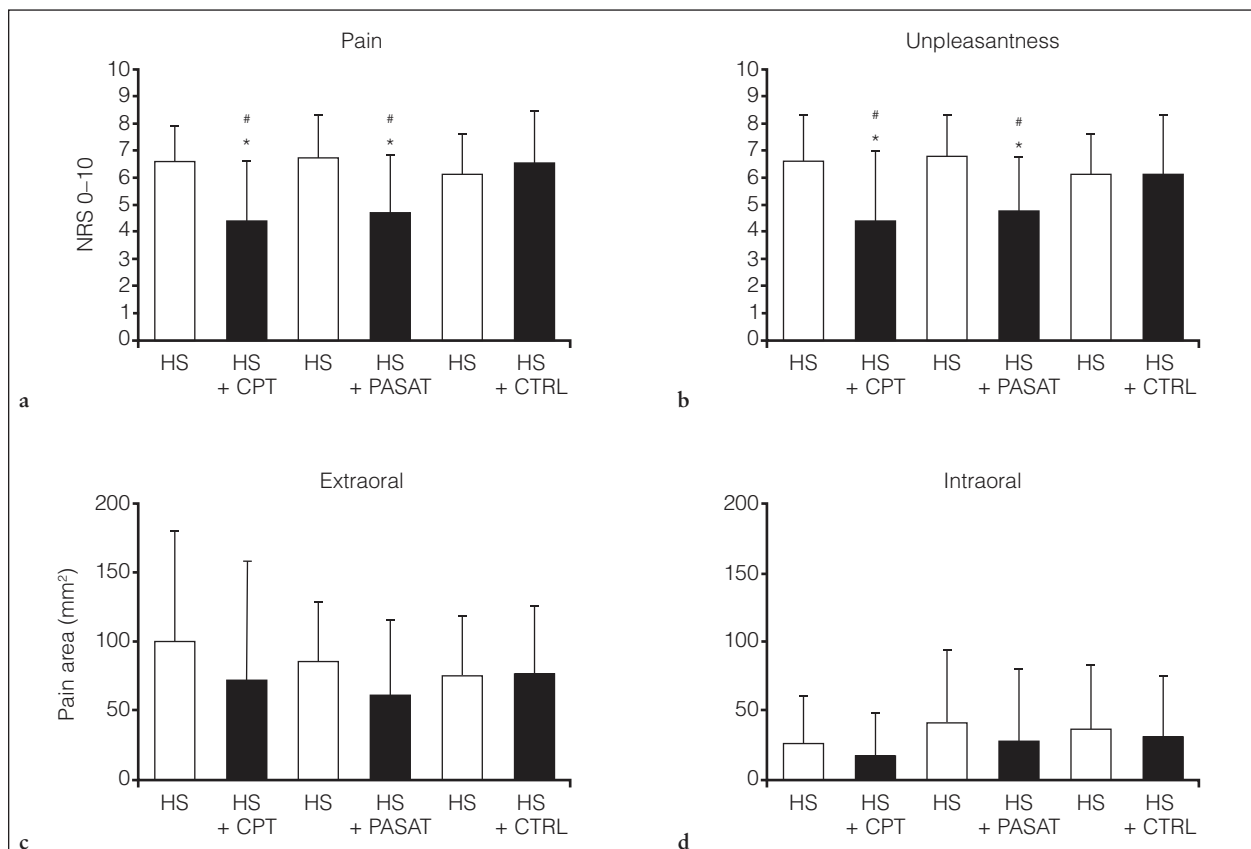 Pain
10
9
8
7
6
5
4
3
2
1
0
NRS 0–10
# #
* *
HS HS HS HS HS HS
+ CPT + PASAT + CTRL
a
Unpleasantness
10
9
8
7
6
5
4
3
2
1
0
# #
* *
HS HS HS HS HS HS
+ CPT + PASAT + CTRL
b
Extraoral
200
150
100
50
0
Pain area (mm²)
HS HS HS HS HS HS
+ CPT + PASAT + CTRL
c
Intraoral
200
150
100
50
0
HS HS HS HS HS HS
+ CPT + PASAT + CTRL
d